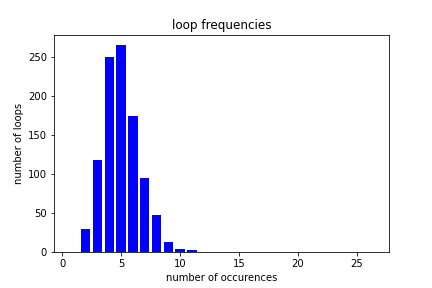 loop frequencies
number of loops
250
200
150
100
50
0
0 5 10 15 20 25
number of occurences